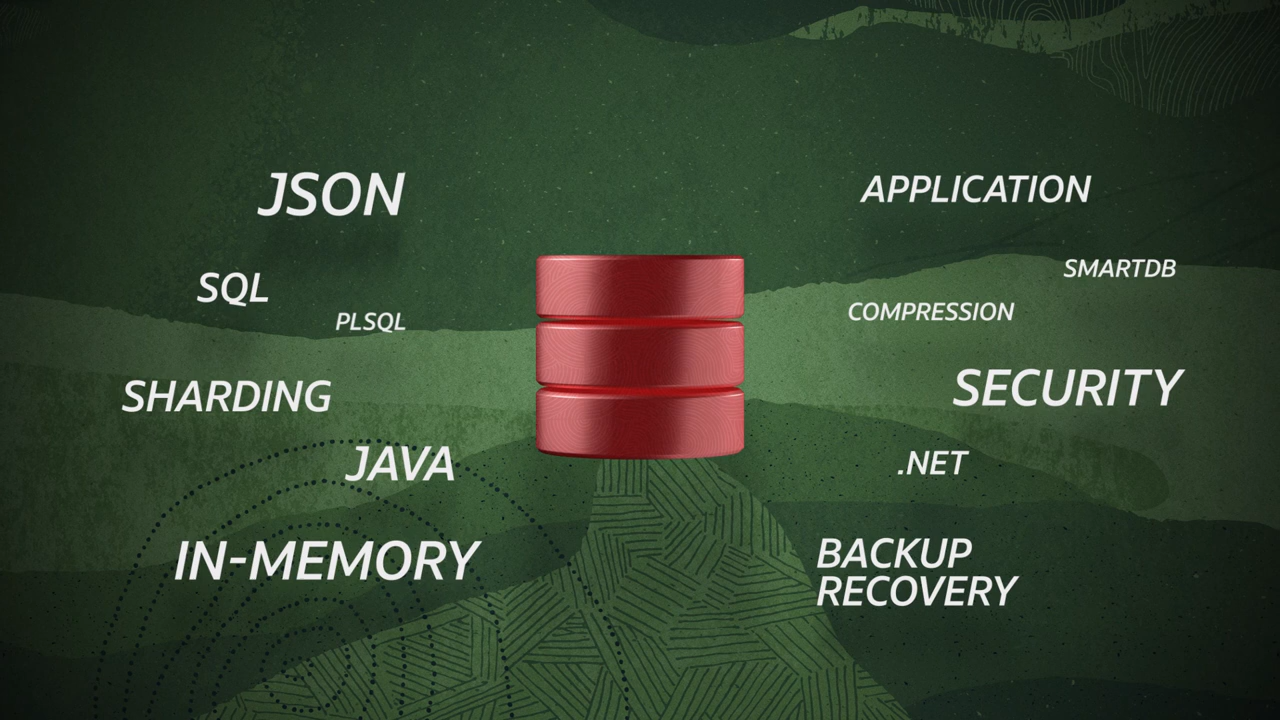 JSON
SQL
PLSQL
SHARDING
JAVA
IN-MEMORY
APPLICATION
SMARTDB
COMPRESSION
SECURITY
.NET
BACKUP
RECOVERY